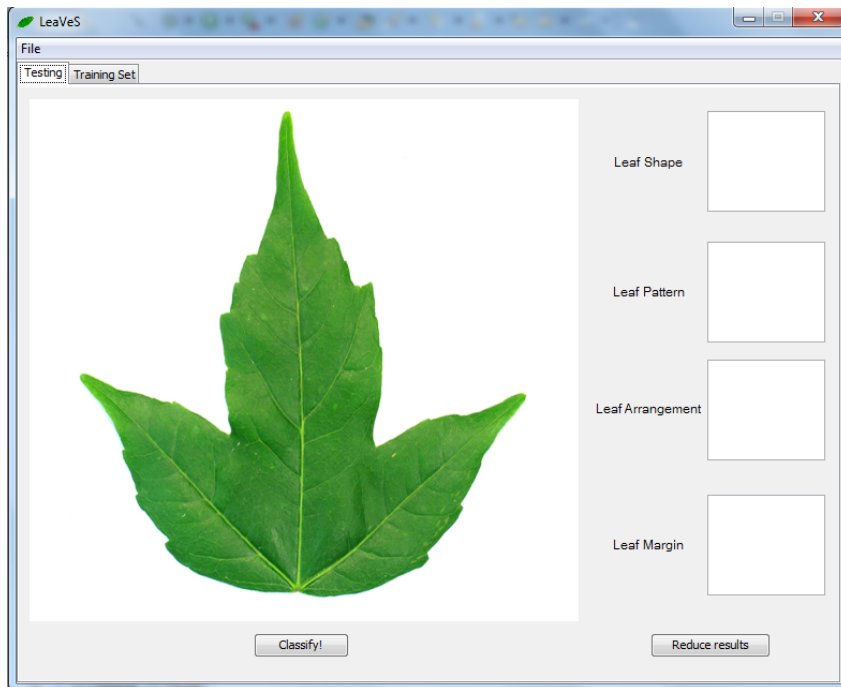 LeaVeS
File
Testing Training Set
Leaf Shape
Leaf Pattern
Leaf Arrangement
Leaf Margin
Classify! Reduce results